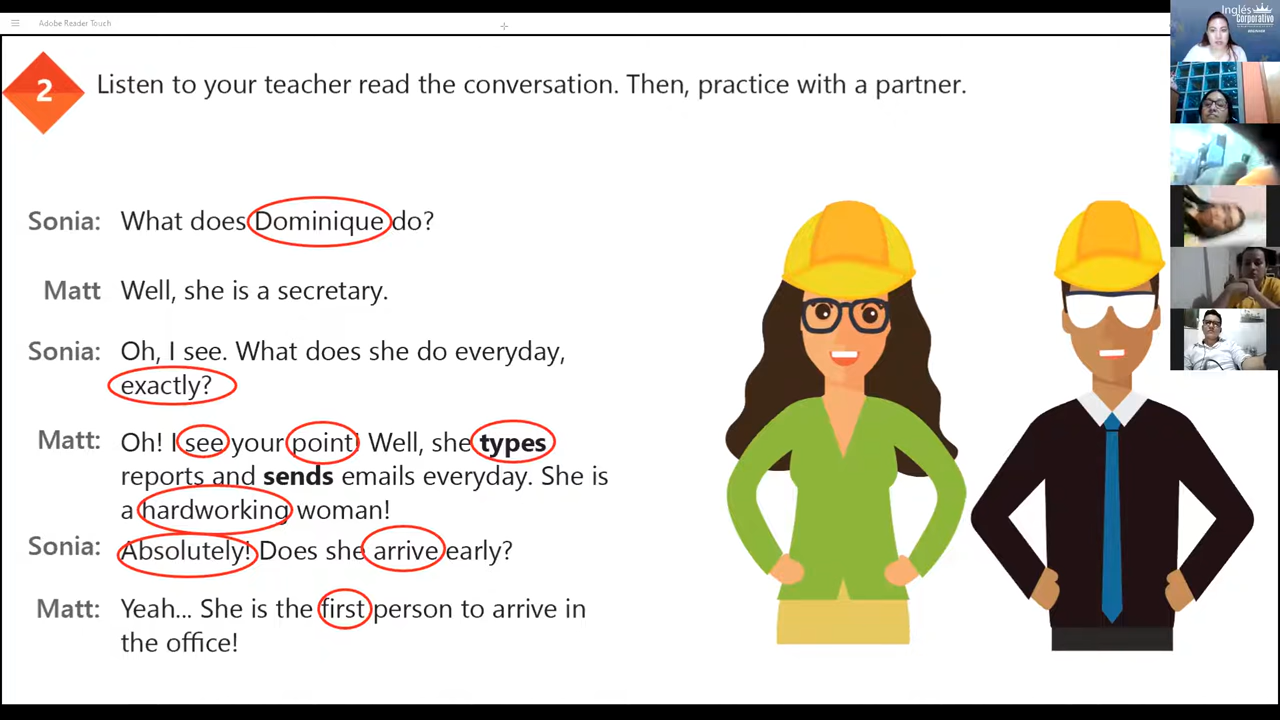 Adobe Reader Touch
Inglés
Corporativo
BEGINNER
2
Listen to your teacher read the conversation. Then, practice with a partner.
Sonia: What does Dominique do?
Matt Well, she is a secretary.
Sonia: Oh, I see. What does she do everyday,
exactly?
Matt: Oh! I see your point! Well, she types
reports and sends emails everyday. She is
a hardworking woman!
Sonia: Absolutely! Does she arrive early?
Matt: Yeah... She is the first person to arrive in
the office!